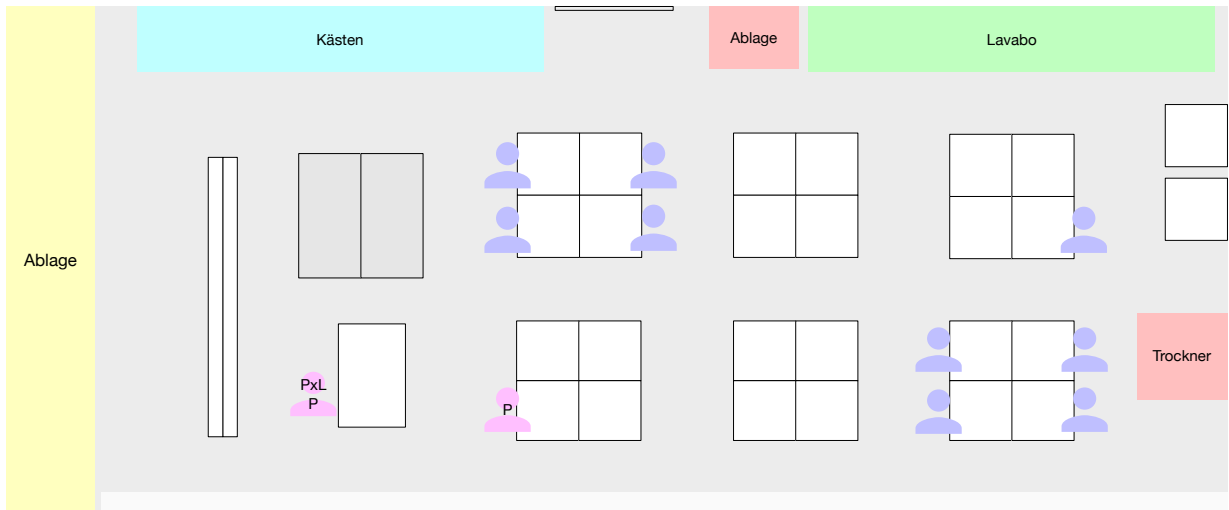 Kästen
Ablage
Lavabo
Ablage
Trockner
PxL
P
P